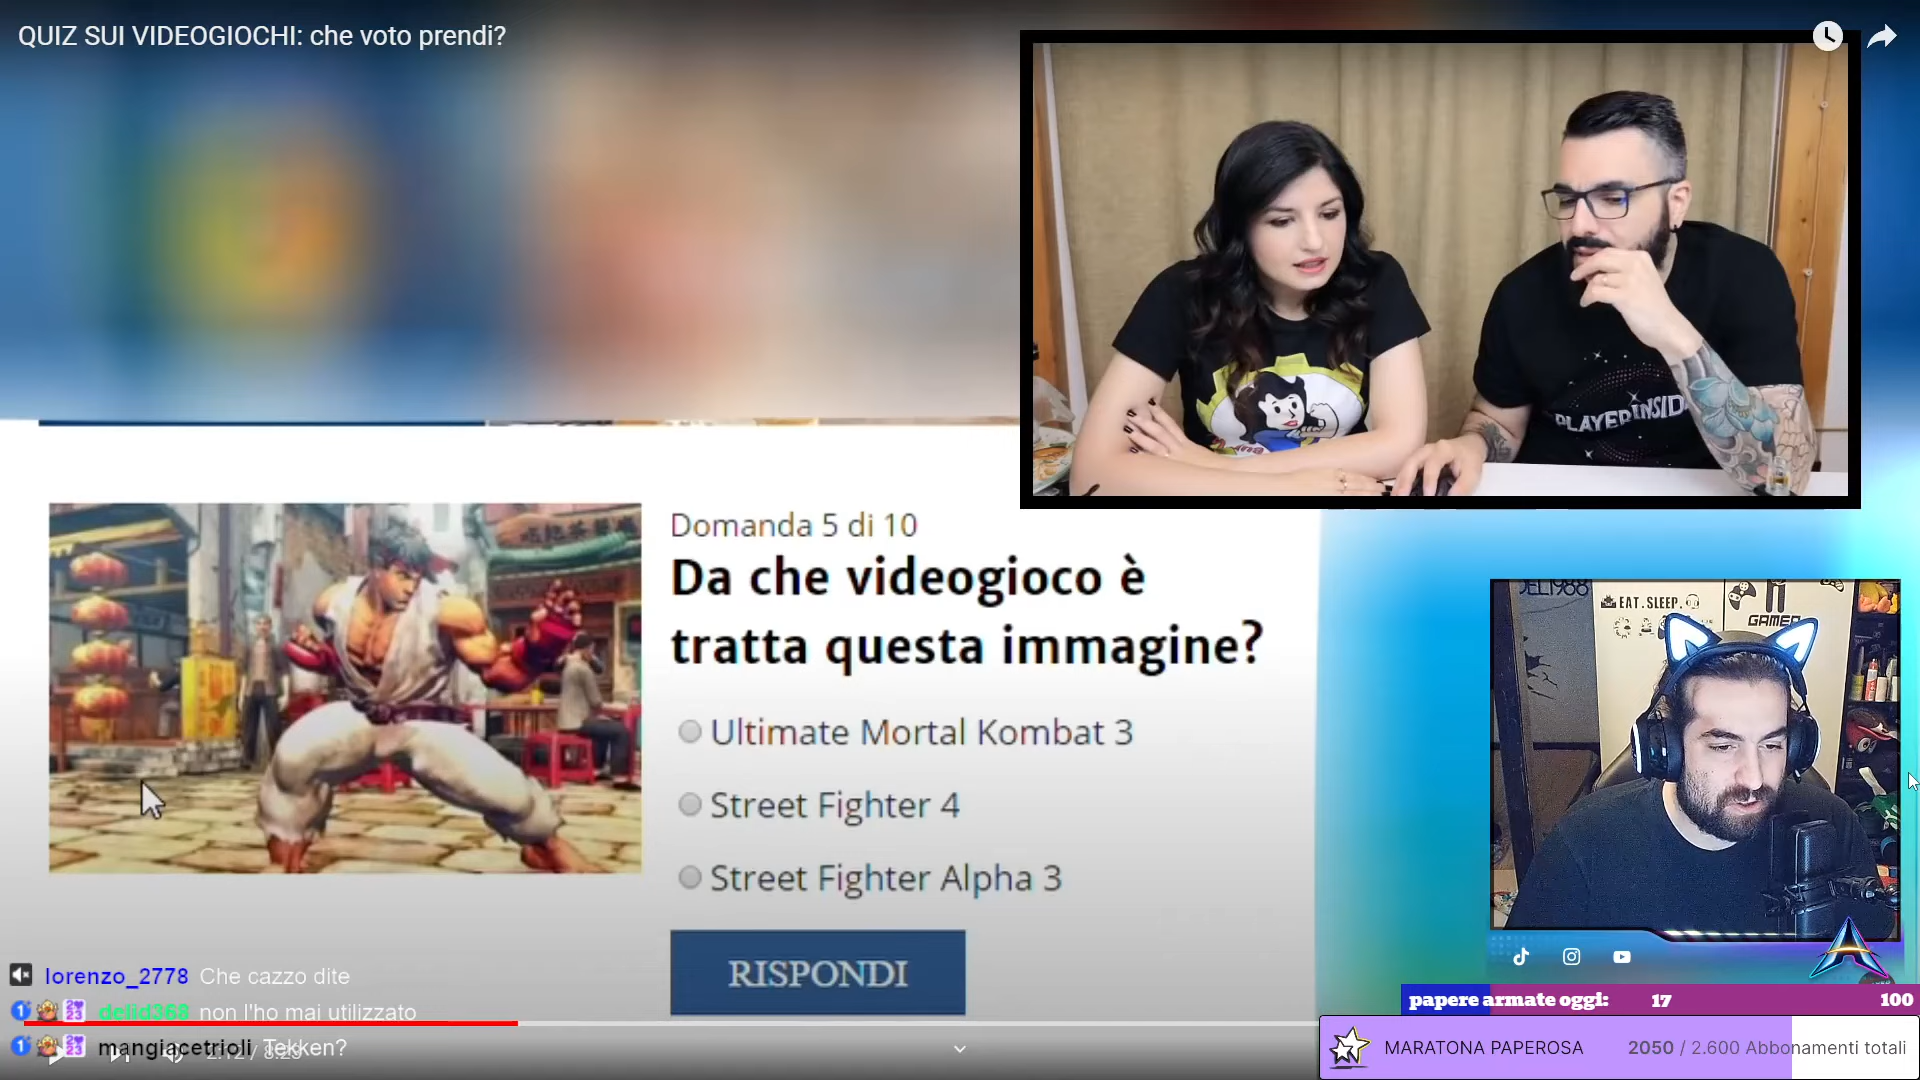 QUIZ SUI VIDEOGIOCHI: che voto prendi?
PLAYERINSID
Domanda 5 di 10
Da che videogioco è
tratta questa immagine?
Ultimate Mortal Kombat 3
Street Fighter 4
Street Fighter Alpha 3
RISPONDI
EAT.SLEEP.
GAMER
lorenzo_2778 Che cazzo dite
delid368 non l'ho mai utilizzato
mangiacetrioli Tekken?
papere armate oggi: 17 100
MARATONA PAPEROSA 2050 / 2.600 Abbonamenti totali